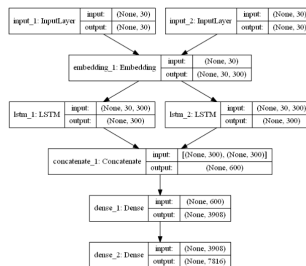 input_1: InputLayer input: (None, 30)
output: (None, 30)
input_2: InputLayer input: (None, 30)
output: (None, 30)
embedding_1: Embedding input: (None, 30)
output: (None, 30, 300)
lstm_1: LSTM input: (None, 30, 300)
output: (None, 300)
lstm_2: LSTM input: (None, 30, 300)
output: (None, 300)
concatenate_1: Concatenate input: [(None, 300), (None, 300)]
output: (None, 600)
dense_1: Dense input: (None, 600)
output: (None, 3908)
dense_2: Dense input: (None, 3908)
output: (None, 7816)